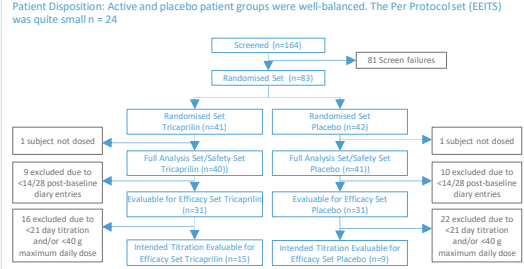 Patient Disposition: Active and placebo patient groups were well-balanced. The Per Protocol set (EEITS)
was quite small n = 24
Screened (n=164)
81 Screen failures
Randomised Set (n=83)
Randomised Set
Tricaprilin (n=41)
Randomised Set
Placebo (n=42)
1 subject not dosed
1 subject not dosed
Full Analysis Set/Safety Set
Tricaprilin (n=40))
Full Analysis Set/Safety Set
Placebo (n=41))
9 excluded due to
<14/28 post-baseline
diary entries
10 excluded due to
<14/28 post-baseline
diary entries
Evaluable for Efficacy Set Tricaprilin
(n=31)
Evaluable for Efficacy Set
Placebo (n=31)
16 excluded due to
<21 day titration
and/or <40 g
maximum daily dose
22 excluded due to
<21 day titration
and/or <40 g
maximum daily dose
Intended Titration Evaluable for
Efficacy Set Tricaprilin (n=15)
Intended Titration Evaluable for
Efficacy Set Placebo (n=9)